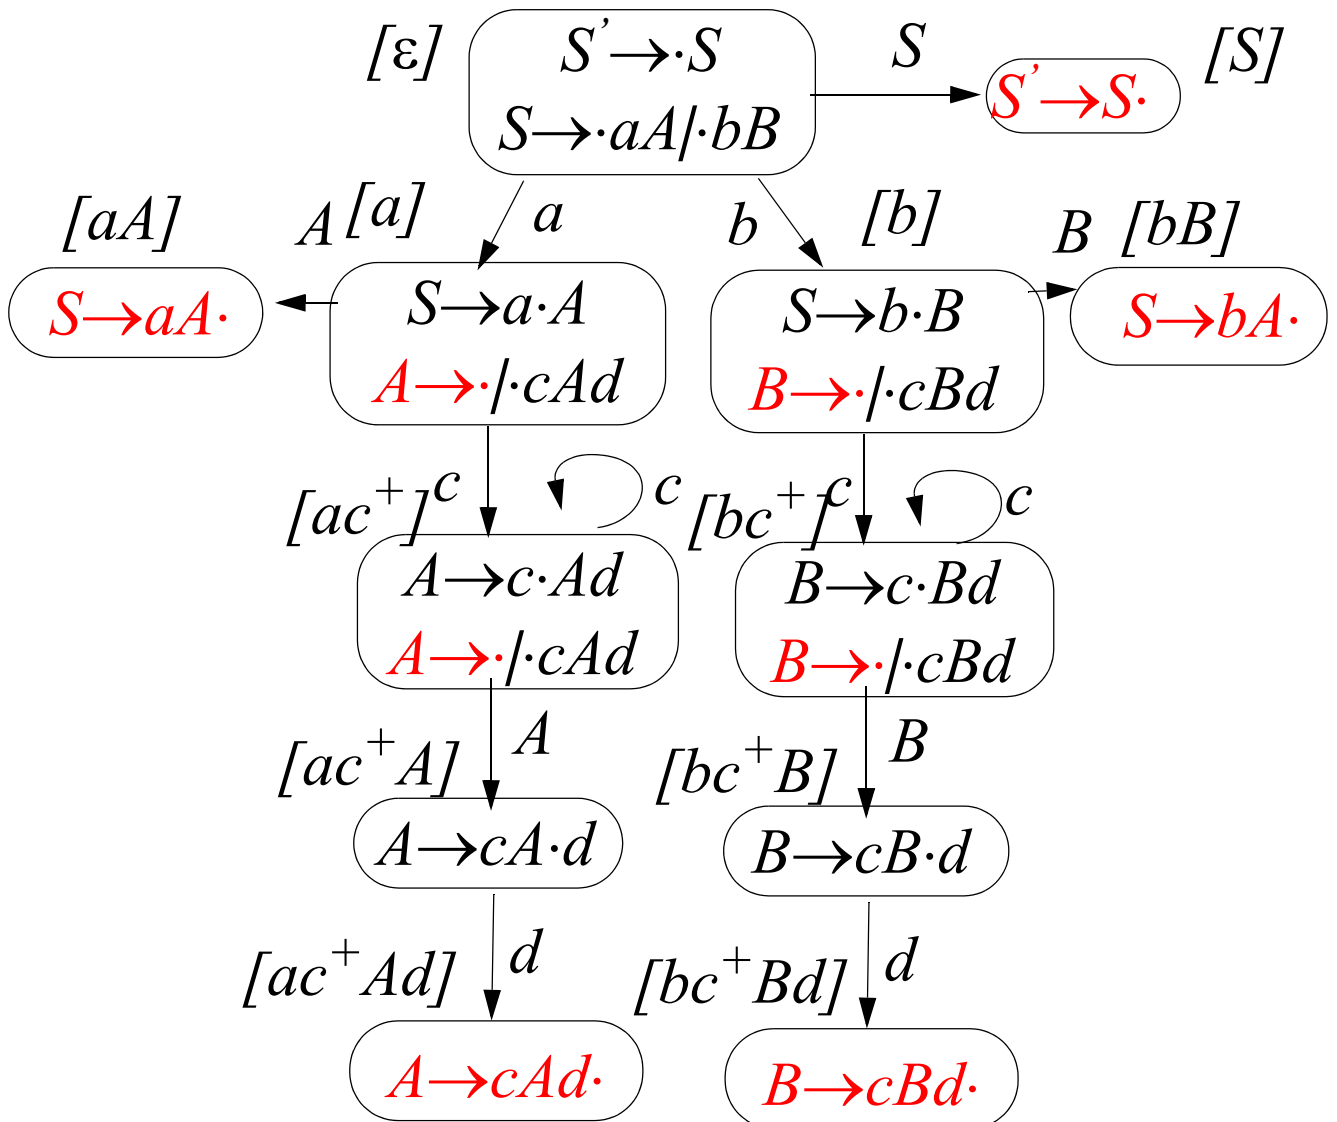 [ε]
S'→·S
S→·aA/·bB
S
S'→S·
[S]
[aA]
A
[a]
a
b
[b]
B
[bB]
S→aA·
S→a·A
A→·/·cAd
S→b·B
B→·/·cBd
S→bA·
[ac+]
c
c
[bc+]
c
c
A→c·Ad
A→·/·cAd
B→c·Bd
B→·/·cBd
[ac+A]
A
[bc+B]
B
A→cA·d
B→cB·d
[ac+Ad]
d
[bc+Bd]
d
A→cAd·
B→cBd·